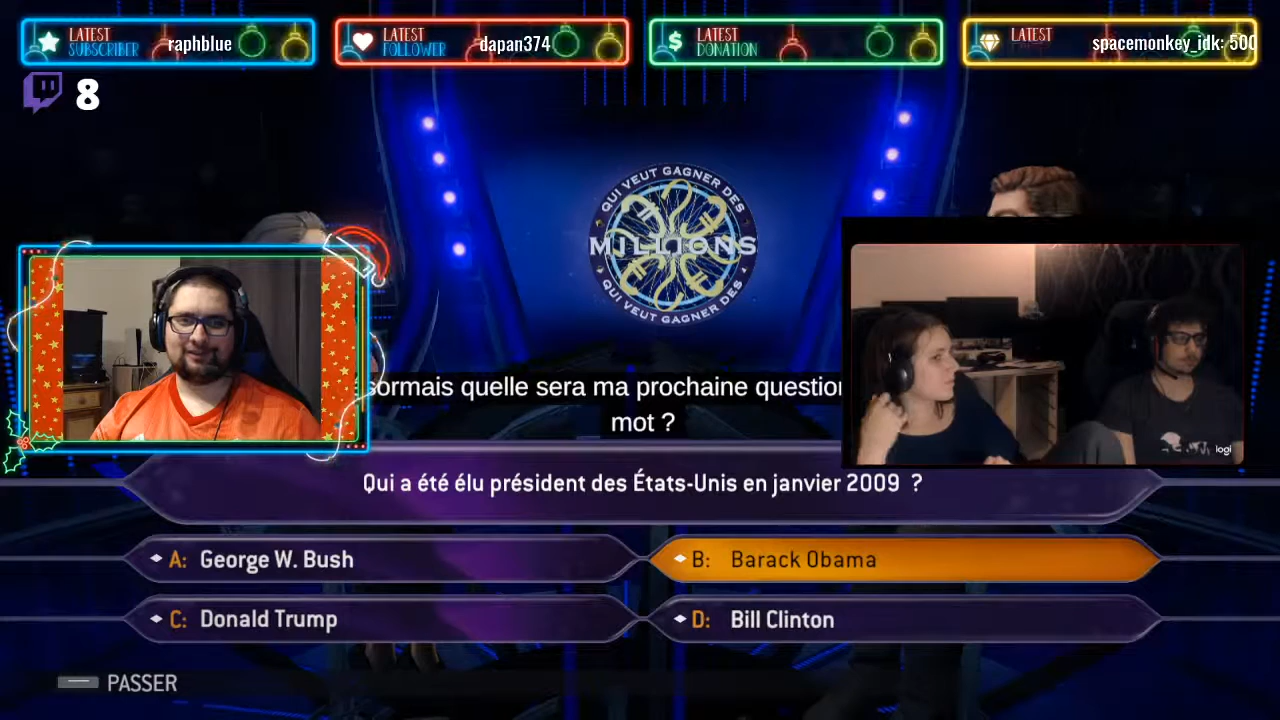 LATEST
SUBSCRIBER
raphblue
LATEST
FOLLOWER
dapan374
LATEST
DONATION
LATEST
spacemonkey_idk: 500
8
QUI VEUT GAGNER DES
MILLIONS
QUI VEUT GAGNER DES
sormais quelle sera ma prochaine question
mot ?
logi
Qui a été élu président des États-Unis en janvier 2009 ?
A: George W. Bush
B: Barack Obama
C: Donald Trump
D: Bill Clinton
PASSER